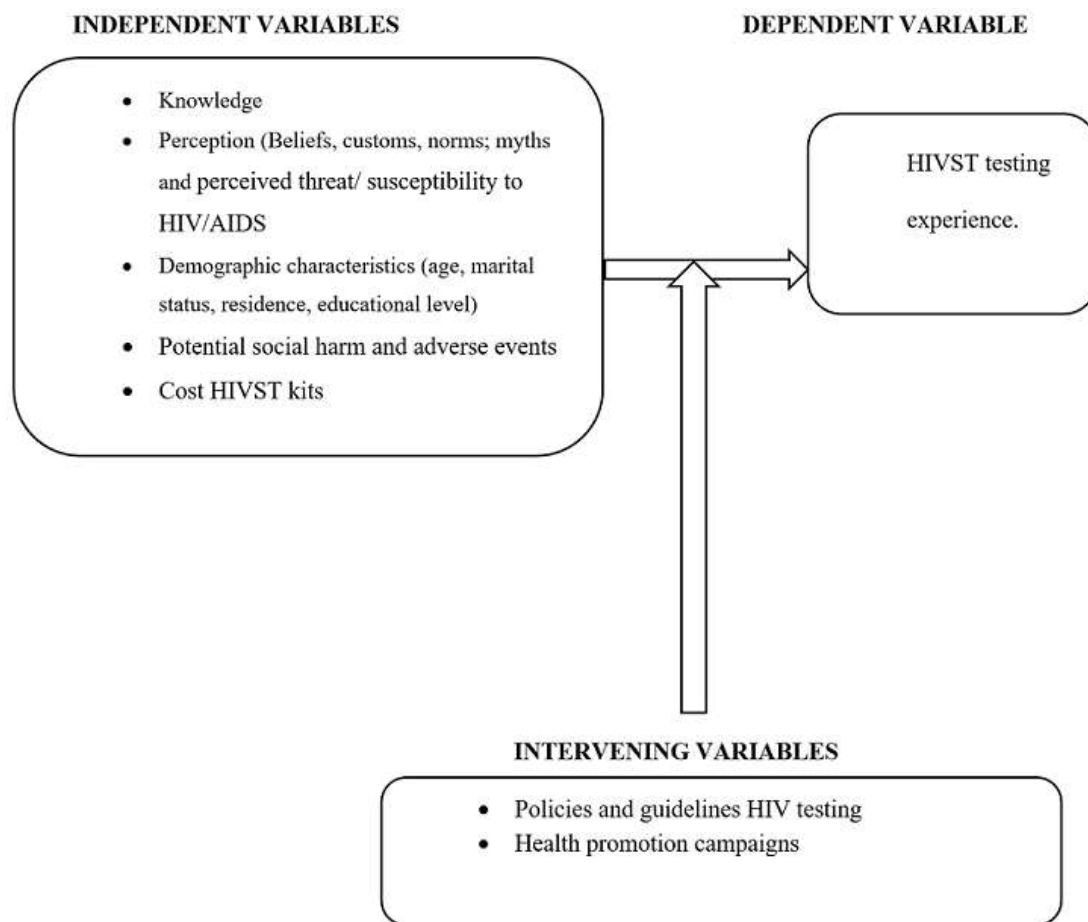 INDEPENDENT VARIABLES
DEPENDENT VARIABLE
• Knowledge
• Perception (Beliefs, customs, norms; myths
and perceived threat/ susceptibility to
HIV/AIDS
• Demographic characteristics (age, marital
status, residence, educational level)
• Potential social harm and adverse events
• Cost HIVST kits
HIVST testing
experience.
INTERVENING VARIABLES
• Policies and guidelines HIV testing
• Health promotion campaigns